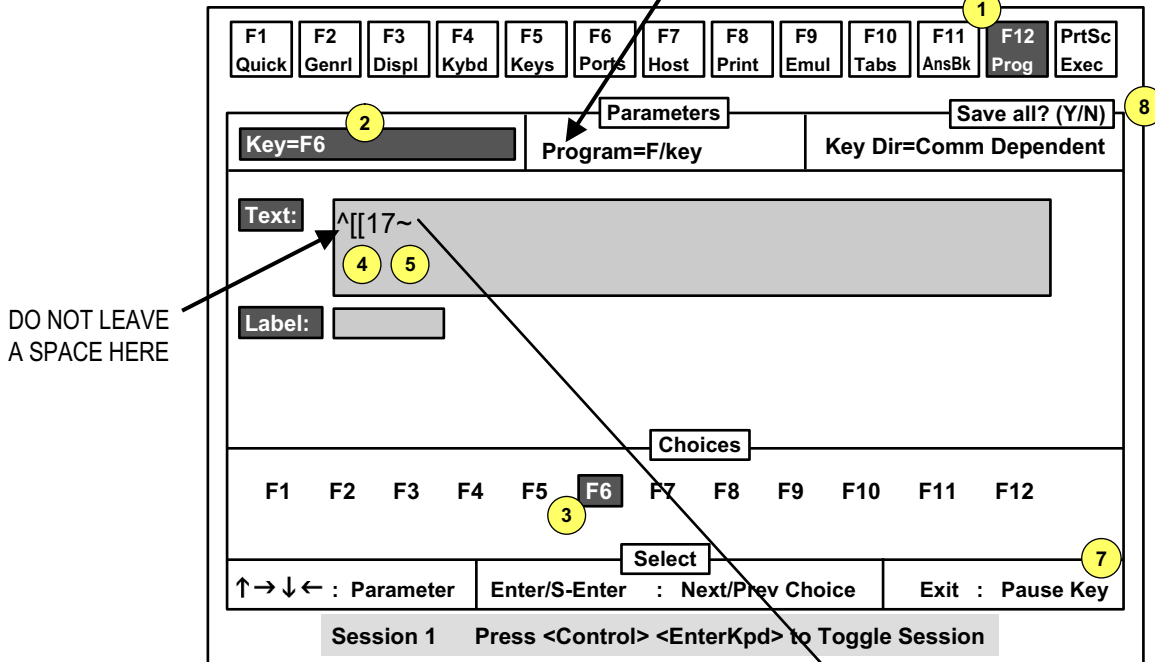 1
F1 F2 F3 F4 F5 F6 F7 F8 F9 F10 F11 F12 PrtSc
Quick Genrl Displ Kybd Keys Ports Host Print Emul Tabs AnsBk Prog Exec
Parameters Save all? (Y/N) 8
2
Key=F6 Program=F/key Key Dir=Comm Dependent
Text: ^[[17~
4 5
DO NOT LEAVE
A SPACE HERE
Label:
Choices
F1 F2 F3 F4 F5 F6 F7 F8 F9 F10 F11 F12
3
Select 7
↑→↓← : Parameter Enter/S-Enter : Next/Prev Choice Exit : Pause Key
Session 1 Press <Control> <EnterKpd> to Toggle Session